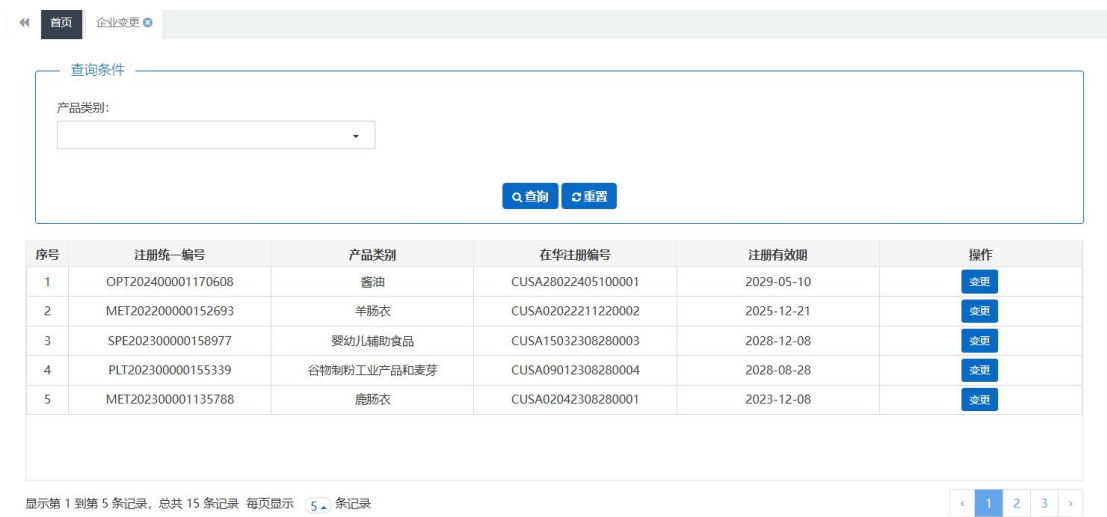 首页 企业变更
查询条件
产品类别:
查询 重置
序号 注册统一编号 产品类别 在华注册编号 注册有效期 操作
1 OPT202400001170608 酱油 CUSA28022405100001 2029-05-10 变更
2 MET202200000152693 羊肠衣 CUSA02022211220002 2025-12-21 变更
3 SPE202300000158977 婴幼儿辅助食品 CUSA15032308280003 2028-12-08 变更
4 PLT202300000155339 谷物制粉工业产品和麦芽 CUSA09012308280004 2028-08-28 变更
5 MET202300001135788 鹿肠衣 CUSA02042308280001 2023-12-08 变更
显示第 1 到第 5 条记录，总共 15 条记录 每页显示 5 条记录 ‹ 1 2 3 ›